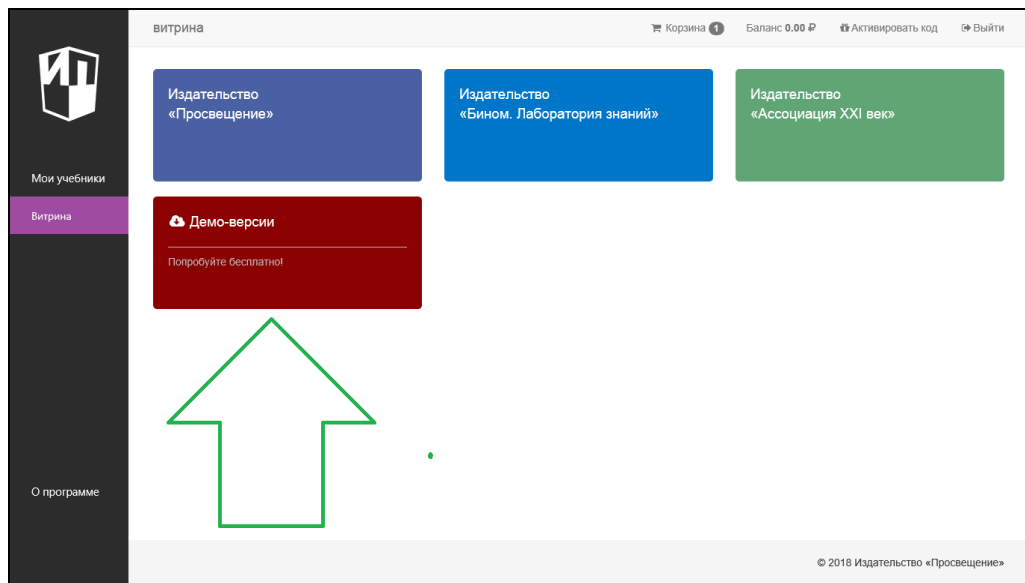 витрина
Корзина 1
Баланс 0.00 ₽
Активировать код
Выйти
ИП
Мои учебники
Витрина
О программе
Издательство
«Просвещение»
Издательство
«Бином. Лаборатория знаний»
Издательство
«Ассоциация XXI век»
Демо-версии
Попробуйте бесплатно!
© 2018 Издательство «Просвещение»